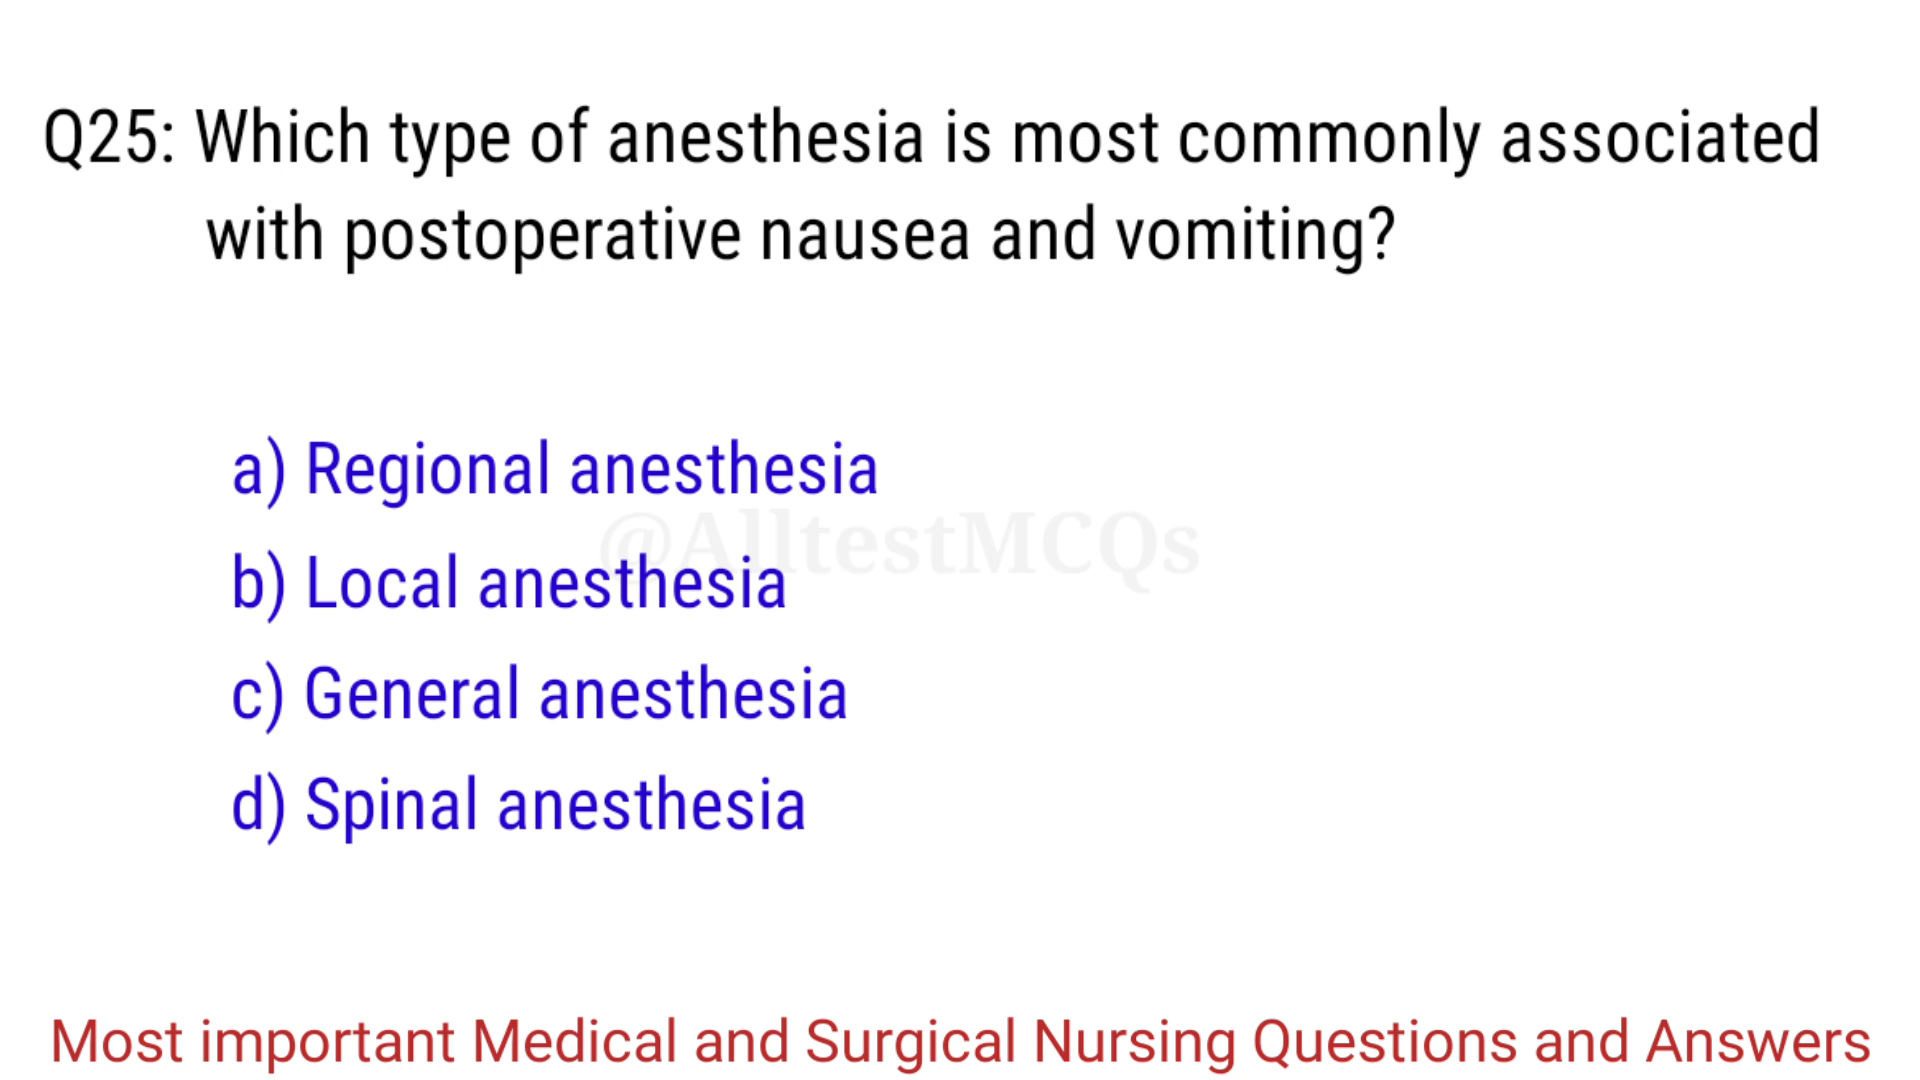 Q25: Which type of anesthesia is most commonly associated
with postoperative nausea and vomiting?
a) Regional anesthesia
@AlltestMCQs
b) Local anesthesia
c) General anesthesia
d) Spinal anesthesia
Most important Medical and Surgical Nursing Questions and Answers